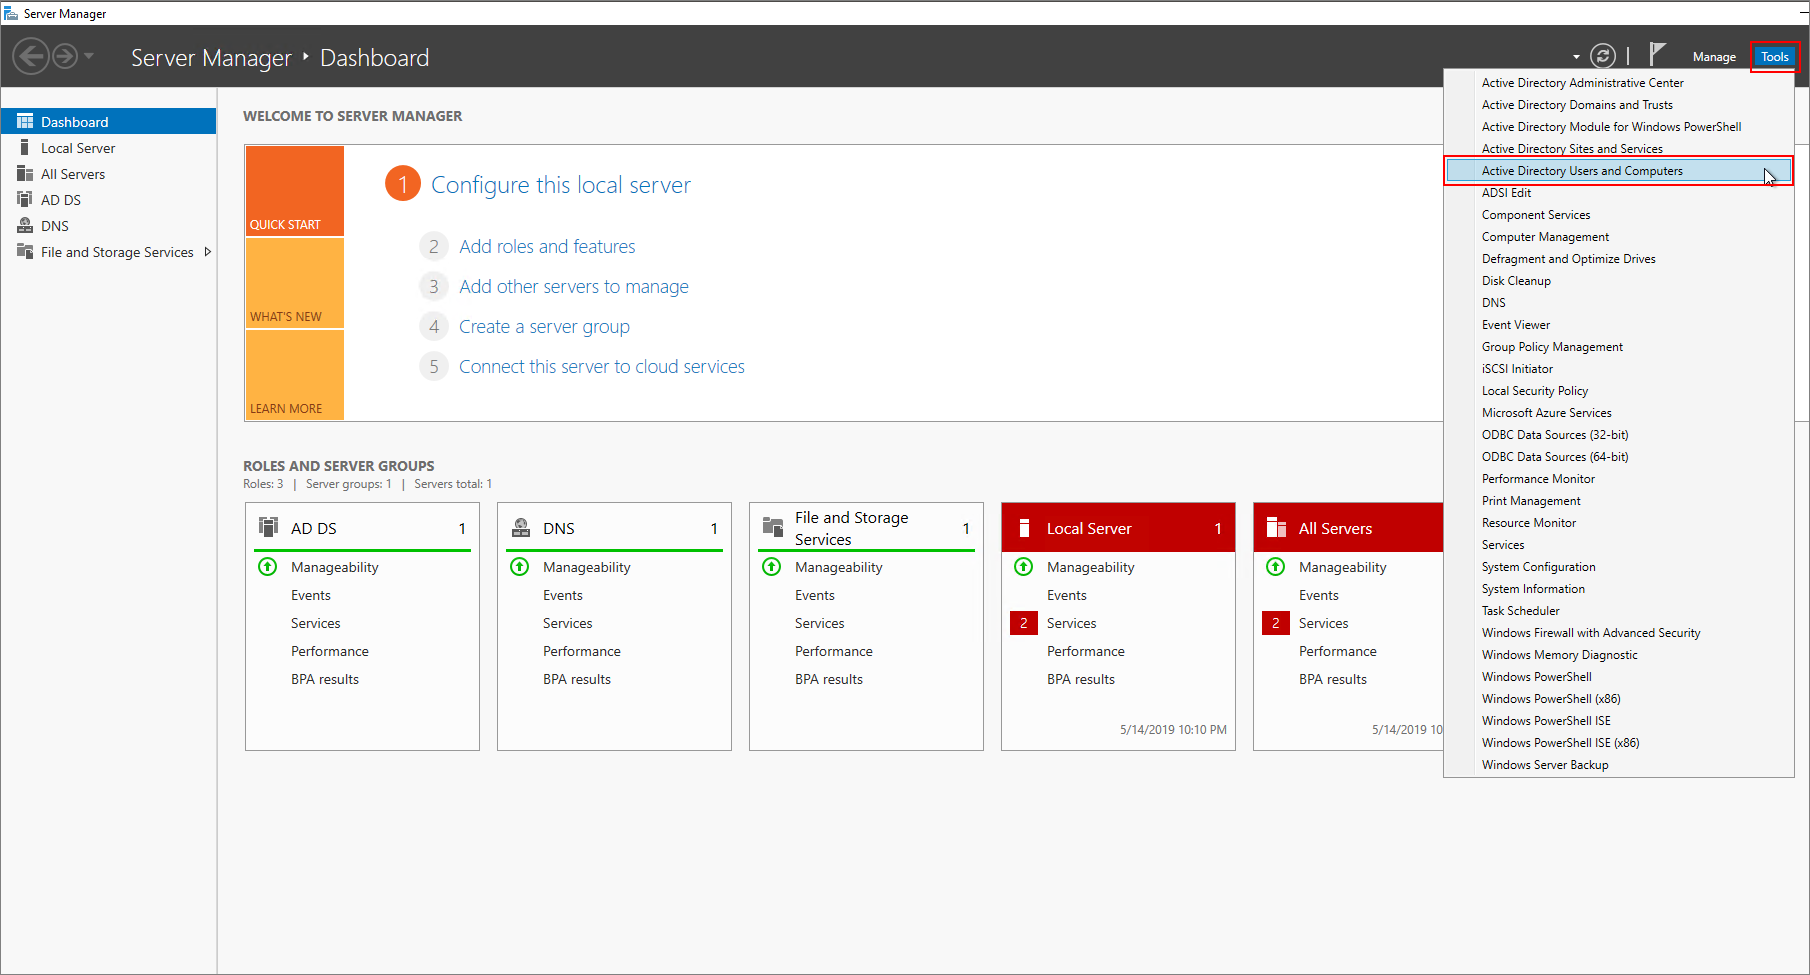 Server Manager
Server Manager ‣ Dashboard
Manage
Tools
Dashboard
Local Server
All Servers
AD DS
DNS
File and Storage Services
WELCOME TO SERVER MANAGER
QUICK START
WHAT'S NEW
LEARN MORE
1 Configure this local server
2 Add roles and features
3 Add other servers to manage
4 Create a server group
5 Connect this server to cloud services
ROLES AND SERVER GROUPS
Roles: 3 | Server groups: 1 | Servers total: 1
AD DS 1
Manageability
Events
Services
Performance
BPA results
DNS 1
Manageability
Events
Services
Performance
BPA results
File and Storage
Services 1
Manageability
Events
Services
Performance
BPA results
Local Server 1
Manageability
Events
2 Services
Performance
BPA results
5/14/2019 10:10 PM
All Servers
Manageability
Events
2 Services
Performance
BPA results
5/14/2019 10
Active Directory Administrative Center
Active Directory Domains and Trusts
Active Directory Module for Windows PowerShell
Active Directory Sites and Services
Active Directory Users and Computers
ADSI Edit
Component Services
Computer Management
Defragment and Optimize Drives
Disk Cleanup
DNS
Event Viewer
Group Policy Management
iSCSI Initiator
Local Security Policy
Microsoft Azure Services
ODBC Data Sources (32-bit)
ODBC Data Sources (64-bit)
Performance Monitor
Print Management
Resource Monitor
Services
System Configuration
System Information
Task Scheduler
Windows Firewall with Advanced Security
Windows Memory Diagnostic
Windows PowerShell
Windows PowerShell (x86)
Windows PowerShell ISE
Windows PowerShell ISE (x86)
Windows Server Backup